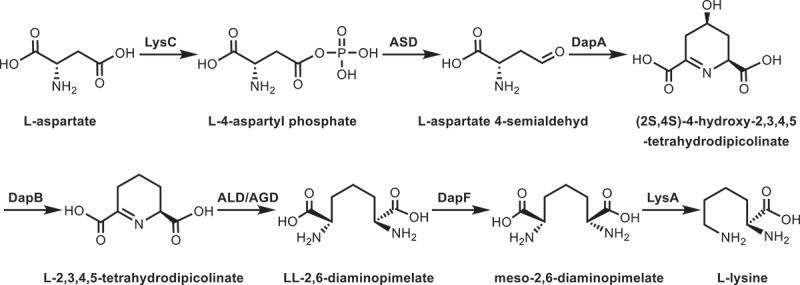 OH
LysC
ASD
DapA
O
OH
HO
O
NH2
O
O
O
P
OH
OH
HO
O
NH2
O
O
HO
NH2
HO
O
N
O
OH
L-aspartate
L-4-aspartyl phosphate
L-aspartate 4-semialdehyd
(2S,4S)-4-hydroxy-2,3,4,5
-tetrahydrodipicolinate
DapB
ALD/AGD
DapF
LysA
HO
O
N
O
OH
O
HO
O
OH
H2N
NH2
O
HO
O
OH
H2N
NH2
O
OH
NH2
NH2
L-2,3,4,5-tetrahydrodipicolinate
LL-2,6-diaminopimelate
meso-2,6-diaminopimelate
L-lysine